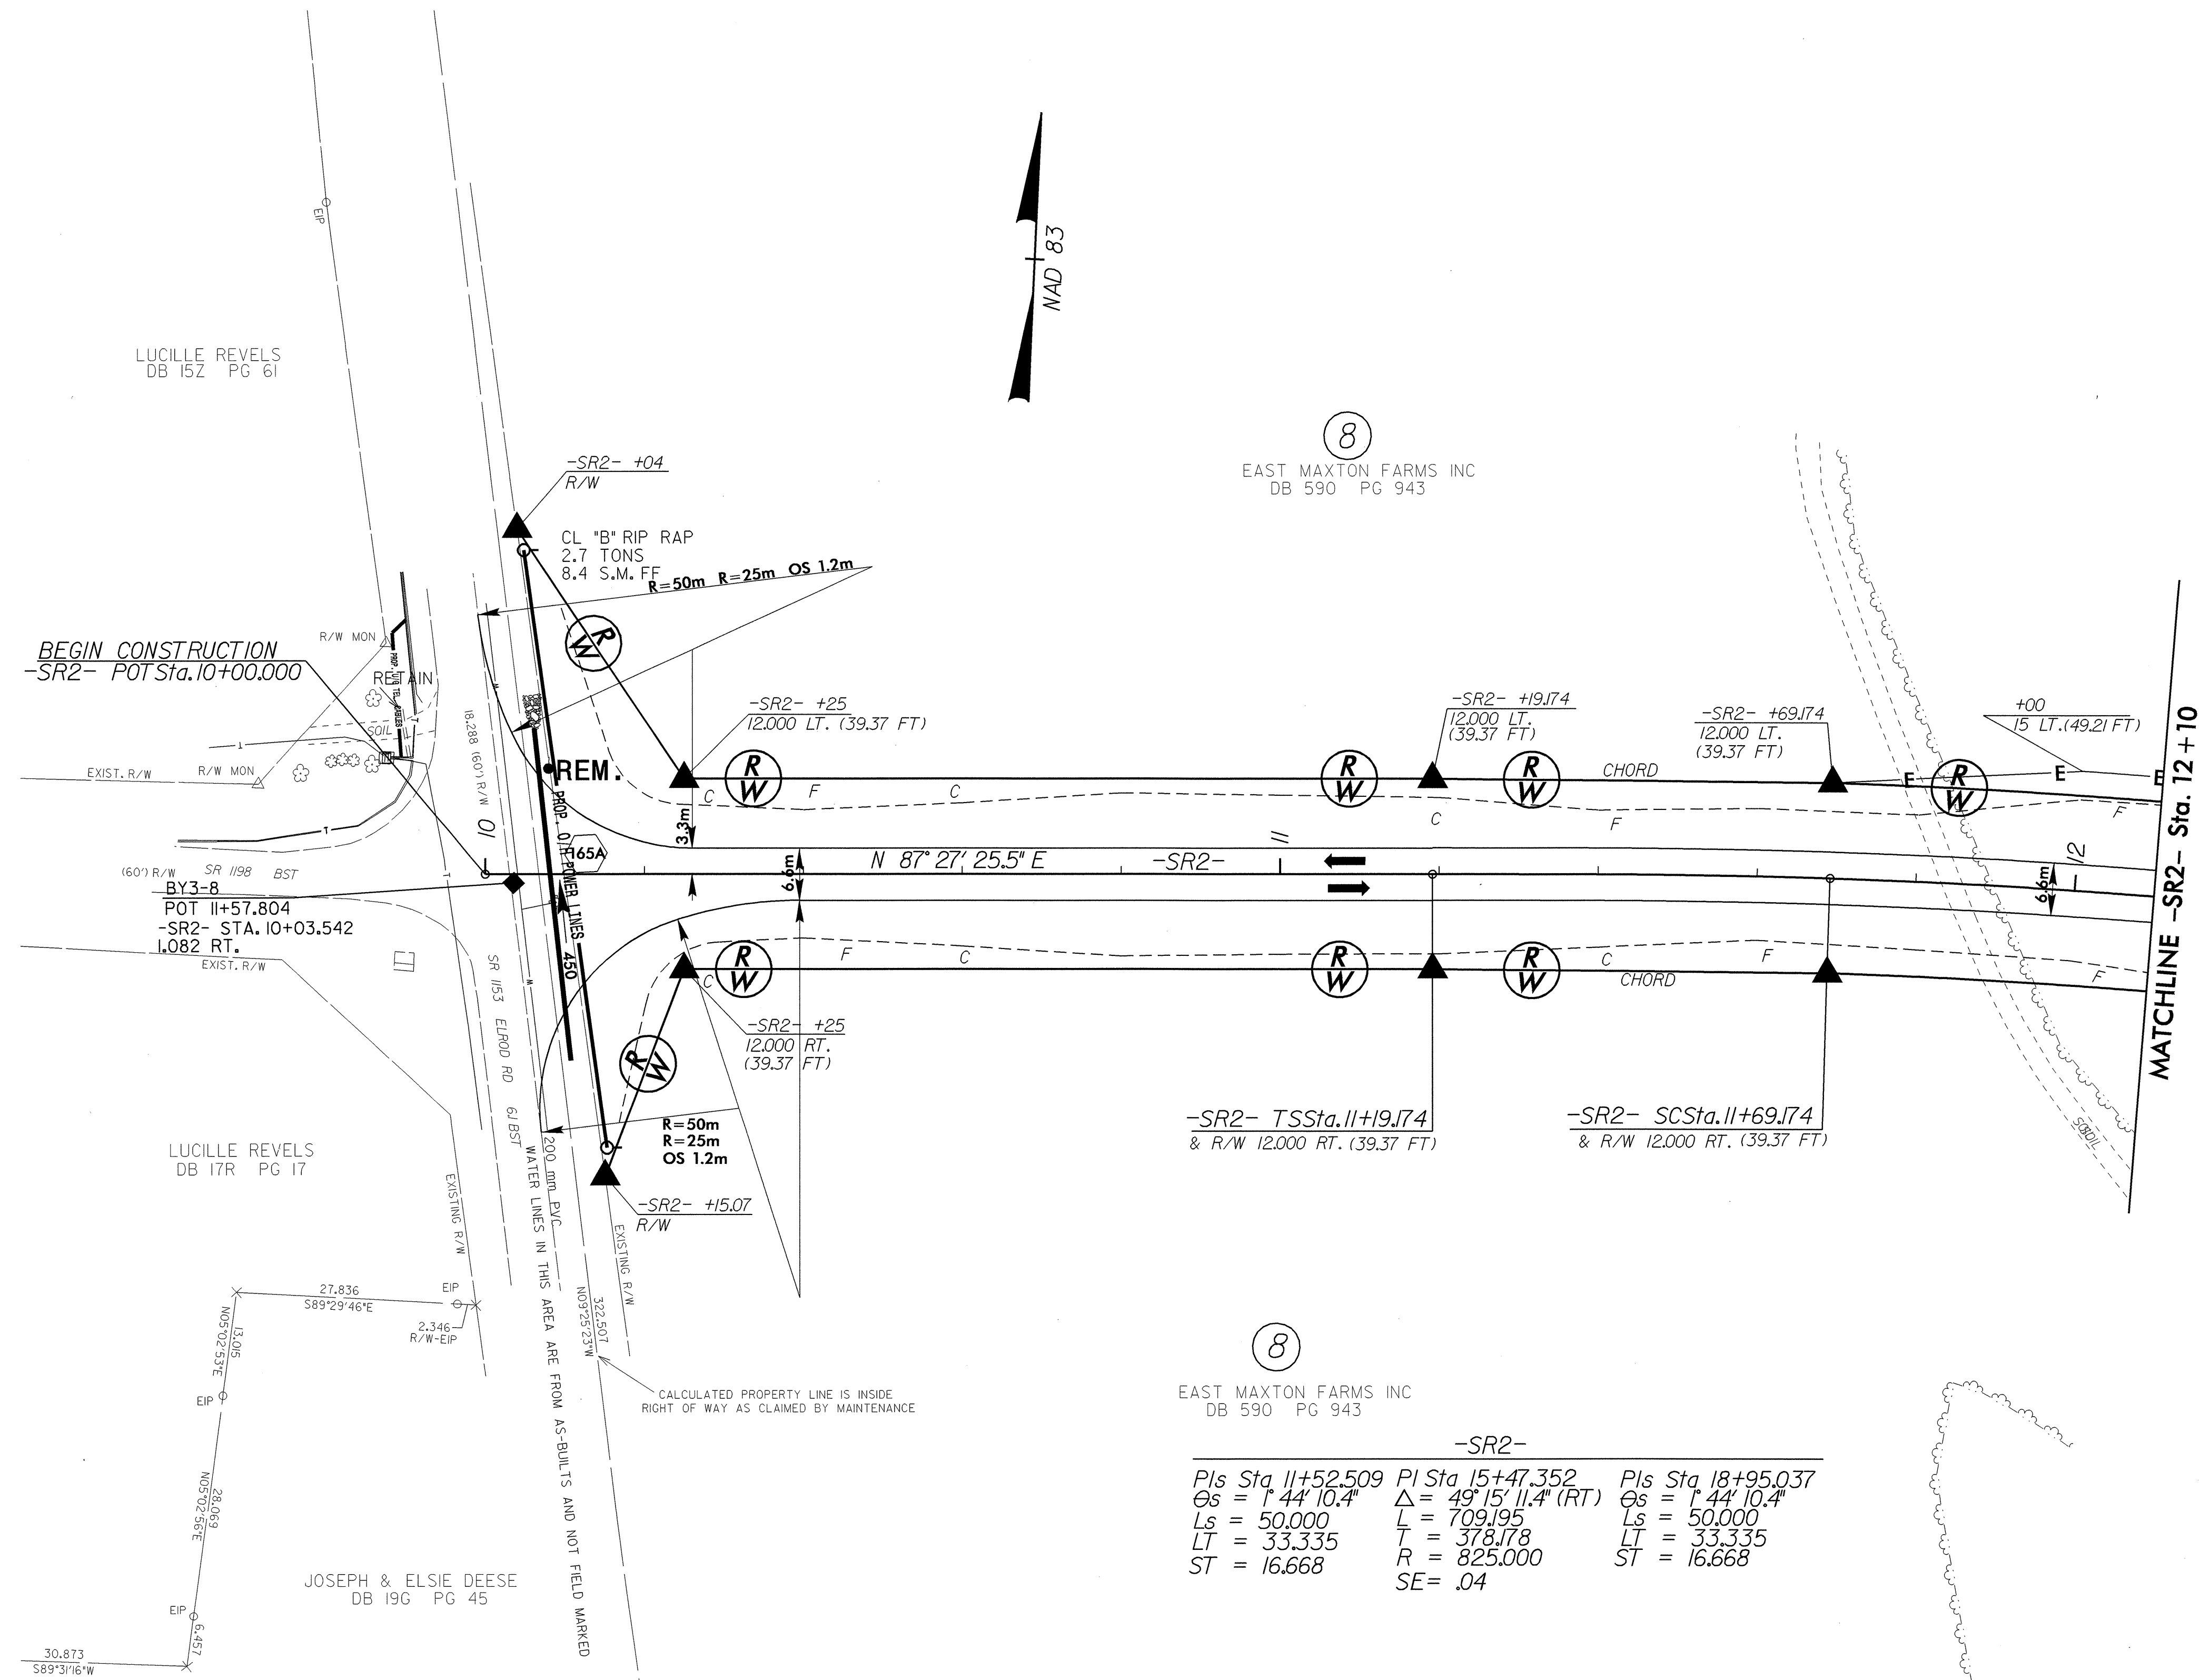 EIP
NAD 83
LUCILLE REVELS
DB 15Z PG 61
8
EAST MAXTON FARMS INC
DB 590 PG 943
-SR2- +04
R/W
CL "B" RIP RAP
2.7 TONS
8.4 S.M. FF
R=50m R=25m OS 1.2m
R/W MON
BEGIN CONSTRUCTION
-SR2- POT Sta. 10+00.000
RETAIN
PROP. U/G TEL. CABLES
SOIL
R/W
T
T
EXIST. R/W
R/W MON
18.288 (60') R/W
-SR2- +25
12.000 LT. (39.37 FT)
-SR2- +19.174
12.000 LT.
(39.37 FT)
-SR2- +69.174
12.000 LT.
(39.37 FT)
+00
15 LT. (49.21 FT)
REM.
PROP. O/H POWER LINES
R/W
R/W
R/W
R/W
CHORD
E
E
E
C
F
C
C
F
F
10
3.3m
6.6m
165A
N 87° 27' 25.5" E
-SR2-
11
12
6.6m
MATCHLINE -SR2- Sta. 12+10
(60') R/W SR 1198 BST
BY3-8
POT 11+57.804
-SR2- STA. 10+03.542
1.082 RT.
EXIST. R/W
T
T
450
SR 1153 ELROD RD 6.1 BST
R/W
R/W
R/W
R/W
C
F
C
C
F
F
CHORD
-SR2- +25
12.000 RT.
(39.37 FT)
R=50m
R=25m
OS 1.2m
-SR2- TS Sta. 11+19.174
& R/W 12.000 RT. (39.37 FT)
-SR2- SC Sta. 11+69.174
& R/W 12.000 RT. (39.37 FT)
LUCILLE REVELS
DB 17R PG 17
EXISTING R/W
200 mm PVC
WATER LINES IN THIS AREA ARE FROM AS-BUILTS AND NOT FIELD MARKED
-SR2- +15.07
R/W
EXISTING R/W
322.507
N09°25'23"W
27.836
S89°29'46"E
EIP
2.346
R/W-EIP
13.015
N05°02'53"E
EIP
CALCULATED PROPERTY LINE IS INSIDE
RIGHT OF WAY AS CLAIMED BY MAINTENANCE
28.069
N05°02'56"E
8
EAST MAXTON FARMS INC
DB 590 PG 943
JOSEPH & ELSIE DEESE
DB 19G PG 45
EIP
6.457
30.873
S89°31'16"W
-SR2-
PIs Sta 11+52.509 PI Sta 15+47.352 PIs Sta 18+95.037
Θs = 1° 44' 10.4" Δ = 49° 15' 11.4" (RT) Θs = 1° 44' 10.4"
Ls = 50.000 L = 709.195 Ls = 50.000
LT = 33.335 T = 378.178 LT = 33.335
ST = 16.668 R = 825.000 ST = 16.668
SE= .04